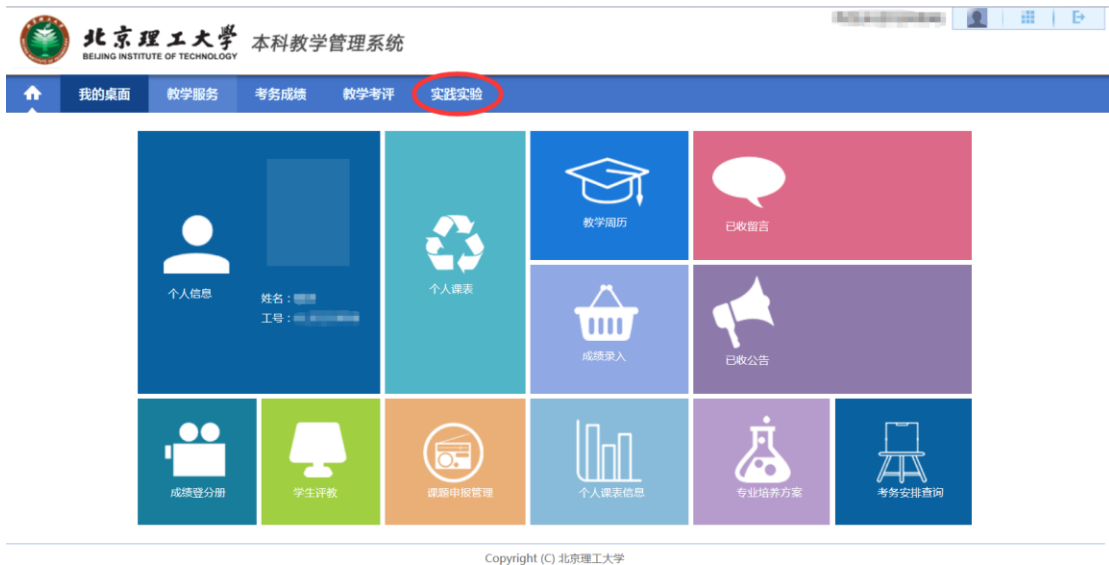 北京理工大学
BEIJING INSTITUTE OF TECHNOLOGY
本科教学管理系统
我的桌面 教学服务 考务成绩 教学考评 实践实验
个人信息
姓名：
工号：
个人课表
教学周历
已收留言
成绩录入
已收公告
成绩登分册
学生评教
课题申报管理
个人课表信息
专业培养方案
考务安排查询
Copyright (C) 北京理工大学